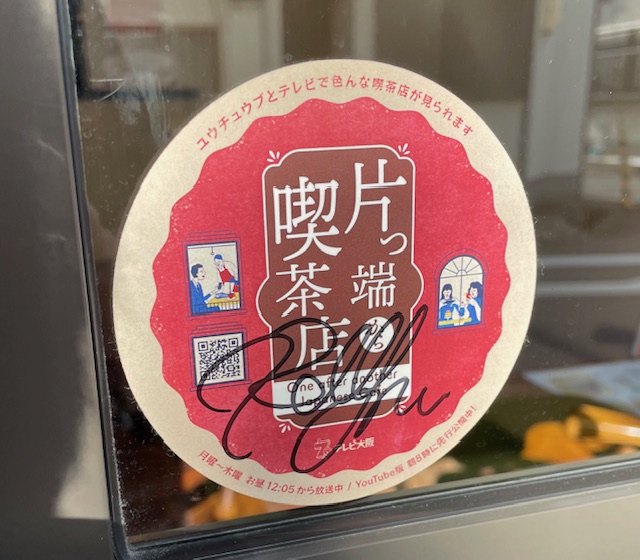 ユウチュウブとテレビで色んな喫茶店が見られます
片っ端から
喫茶店
One after another
Japanese
テレビ大阪
月曜〜木曜 お昼12:05から放送中 / YouTube版 朝8時に先行公開中!